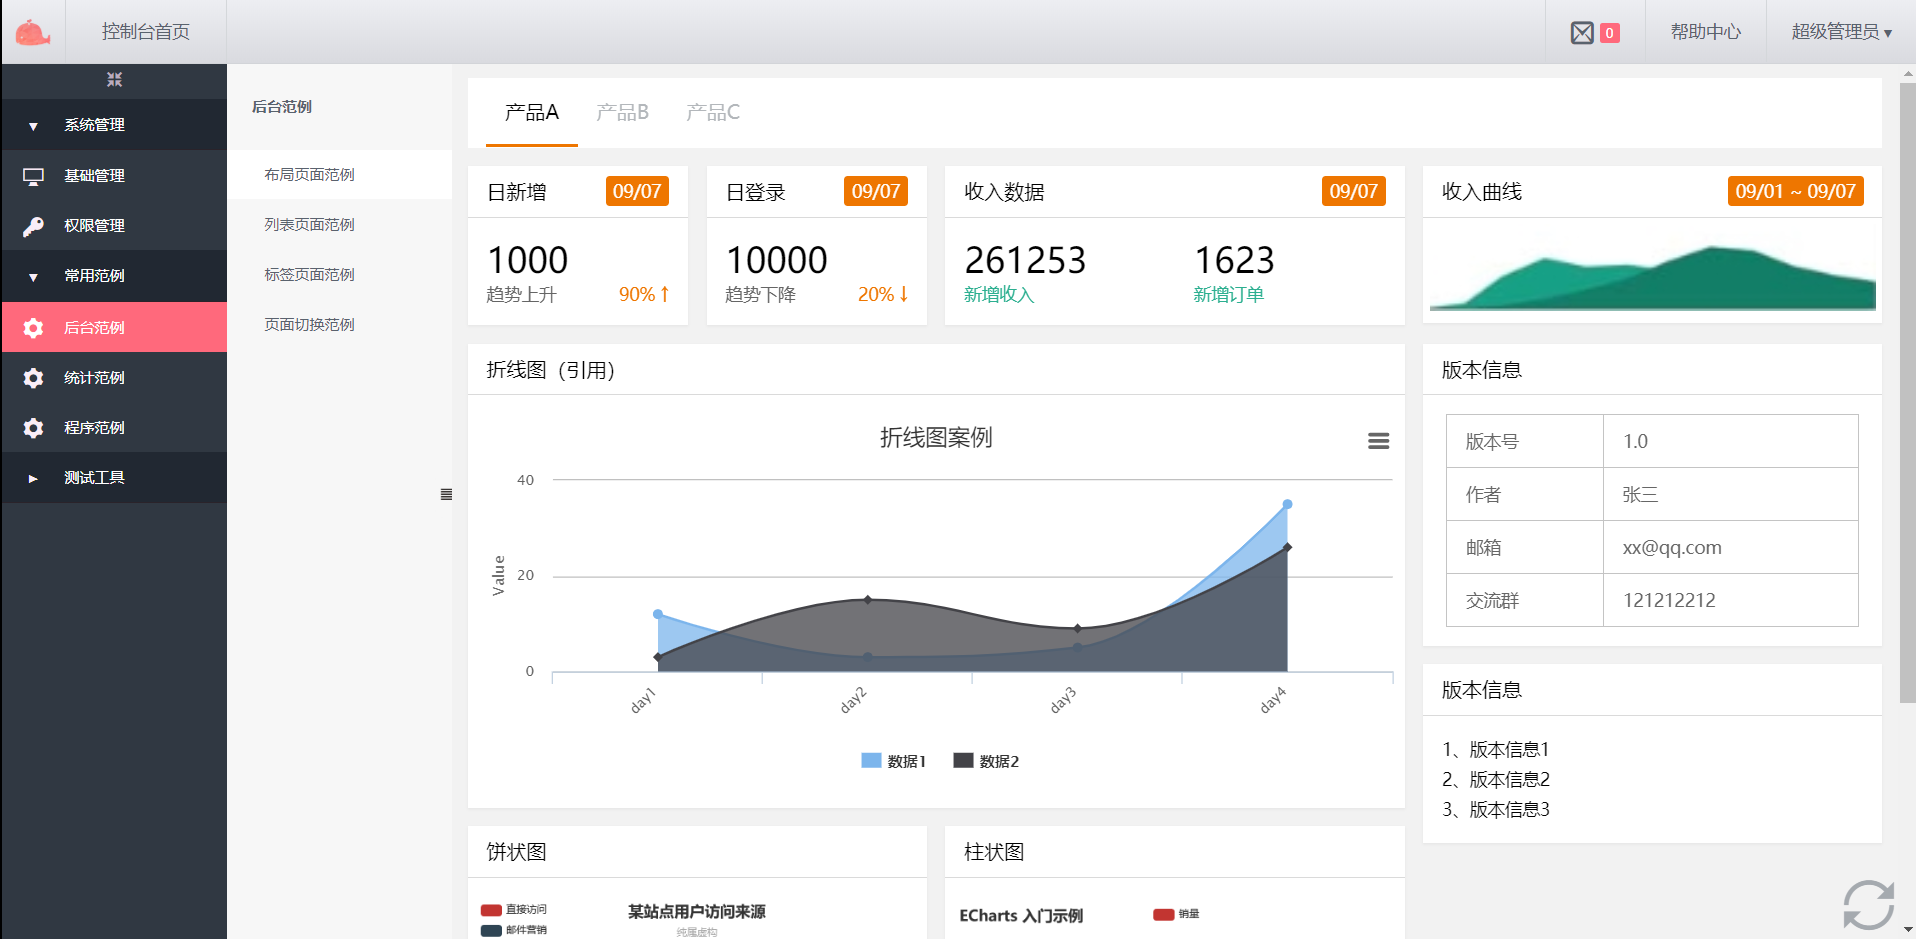 控制台首页
0
帮助中心
超级管理员▾
系统管理
基础管理
权限管理
常用范例
后台范例
统计范例
程序范例
测试工具
后台范例
布局页面范例
列表页面范例
标签页面范例
页面切换范例
产品A
产品B
产品C
日新增
09/07
1000
趋势上升
90%↑
日登录
09/07
10000
趋势下降
20%↓
收入数据
09/07
261253
1623
新增收入
新增订单
收入曲线
09/01 ~ 09/07
折线图（引用）
折线图案例
40
20
0
Value
day1
day2
day3
day4
数据1
数据2
版本信息
版本号 1.0
作者 张三
邮箱 xx@qq.com
交流群 121212212
版本信息
1、版本信息1
2、版本信息2
3、版本信息3
饼状图
直接访问
邮件营销
某站点用户访问来源
纯属虚构
柱状图
ECharts 入门示例
销量